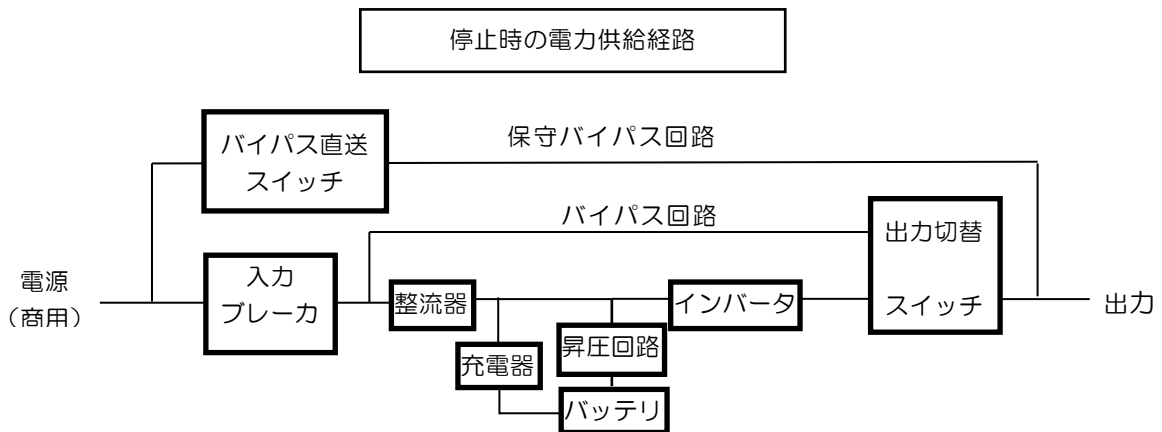 停止時の電力供給経路
バイパス直送
スイッチ
保守バイパス回路
バイパス回路
出力切替
スイッチ
電源
（商用）
入力
ブレーカ
整流器
インバータ
出力
充電器
昇圧回路
バッテリ